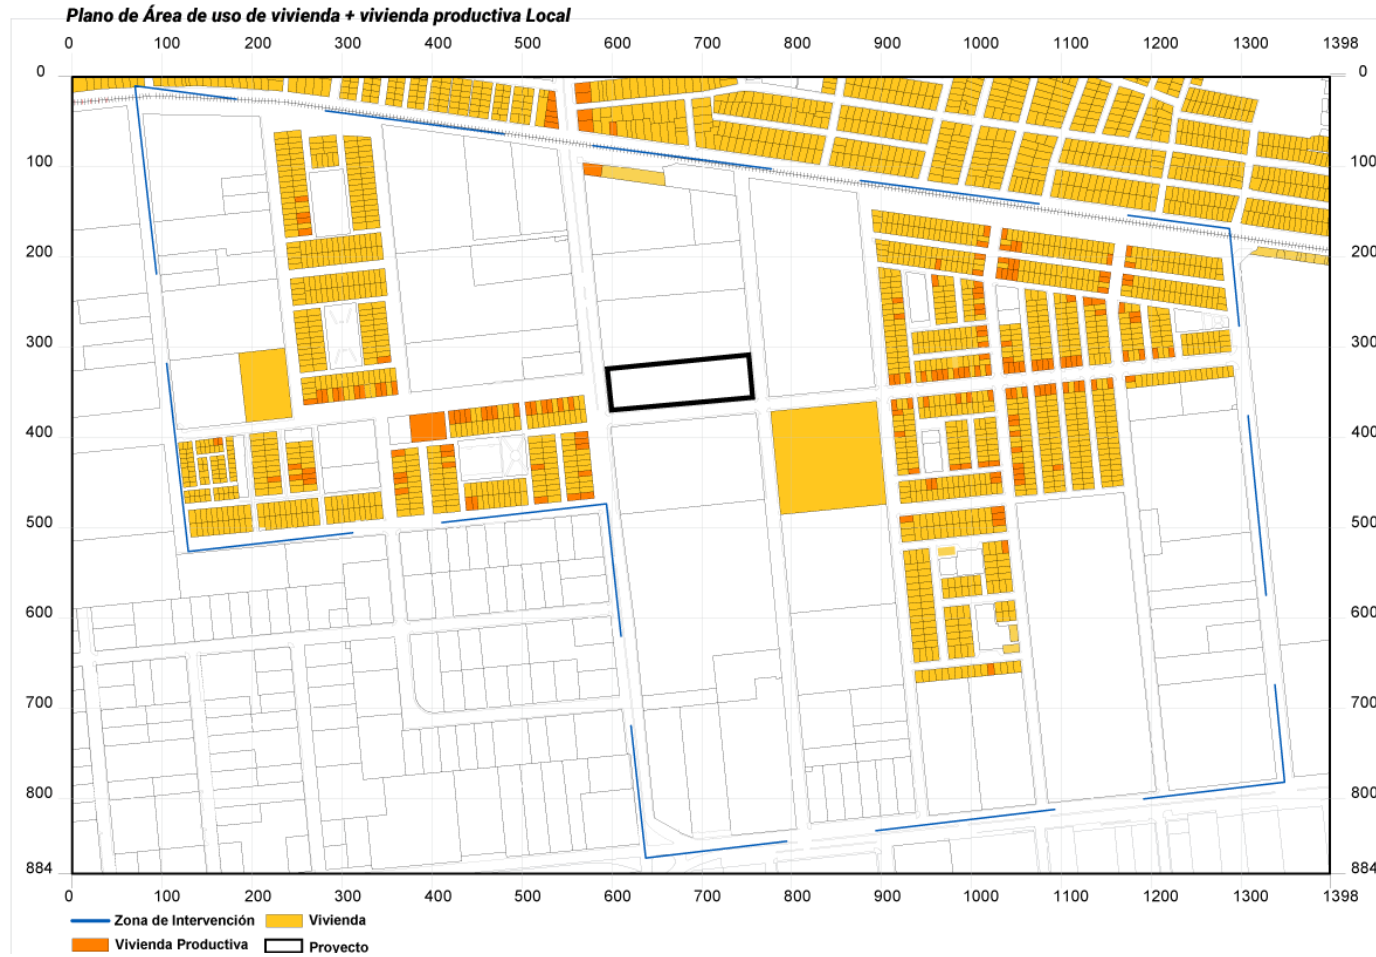 Plano de Área de uso de vivienda + vivienda productiva Local
0 100 200 300 400 500 600 700 800 900 1000 1100 1200 1300 1398
0 0
100 100
200 200
300 300
400 400
500 500
600 600
700 700
800 800
884 884
0 100 200 300 400 500 600 700 800 900 1000 1100 1200 1300 1398
Zona de Intervención Vivienda
Vivienda Productiva Proyecto